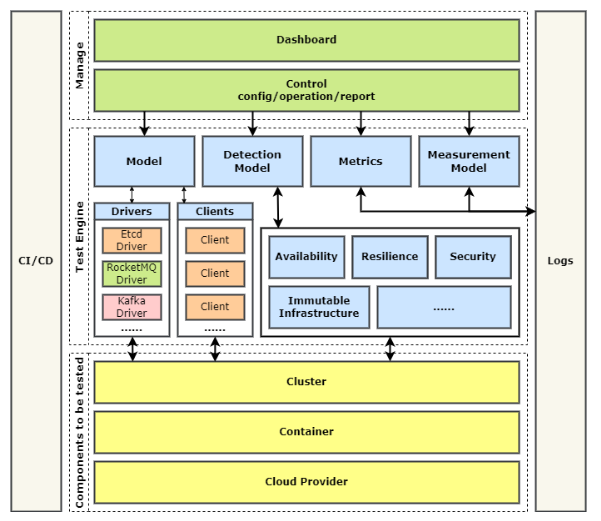 CI/CD
Manage
Dashboard
Control
config/operation/report
Test Engine
Model
Detection
Model
Metrics
Measurement
Model
Drivers
Etcd
Driver
RocketMQ
Driver
Kafka
Driver
......
Clients
Client
Client
Client
......
Availability
Resilience
Security
Immutable
Infrastructure
......
Components to be tested
Cluster
Container
Cloud Provider
Logs